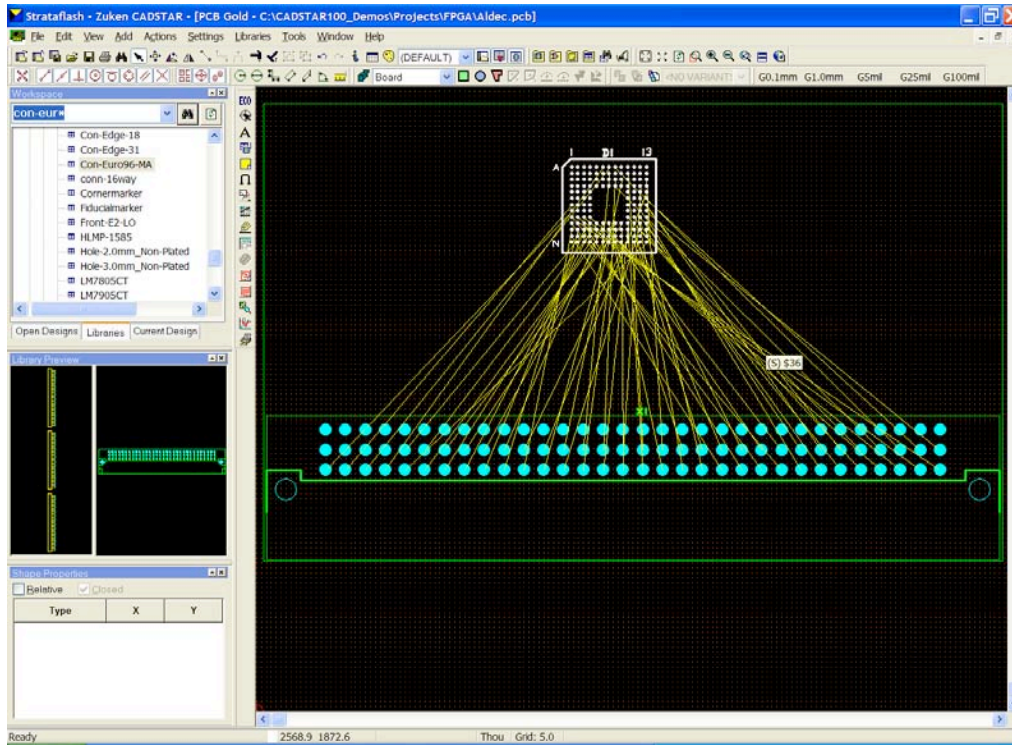 Strataflash - Zuken CADSTAR - [PCB Gold - C:\CADSTAR100_Demos\Projects\FPGA\Aldec.pcb]
File Edit View Add Actions Settings Libraries Tools Window Help
(DEFAULT)
Board <NO VARIANT> G0.1mm G1.0mm G5mil G25mil G100mil
Workspace
con-eur*
Con-Edge-18
Con-Edge-31
Con-Euro96-MA
conn-16way
Cornermarker
Fiducialmarker
Front-E2-LO
HLMP-1585
Hole-2.0mm_Non-Plated
Hole-3.0mm_Non-Plated
LM7805CT
LM7905CT
Open Designs Libraries Current Design
Library Preview
Shape Properties
Relative Closed
Type X Y
ECO
1 D1 13
A
N
(S) $36
X1
Ready 2568.9 1872.6 Thou Grid: 5.0